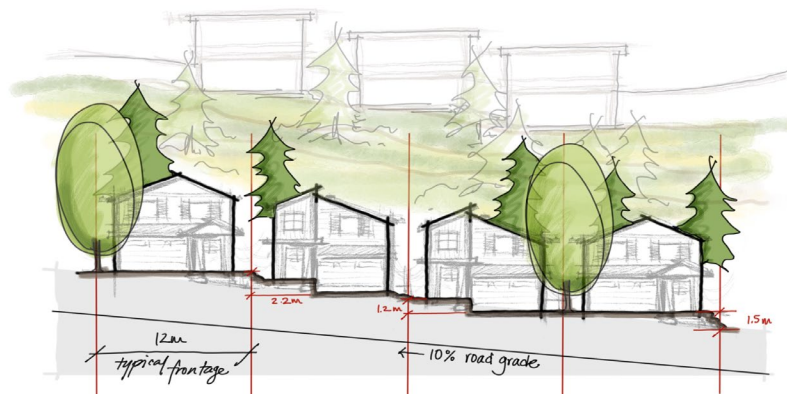 2.2m
1.2m
1.5m
12m
typical frontage
← 10% road grade